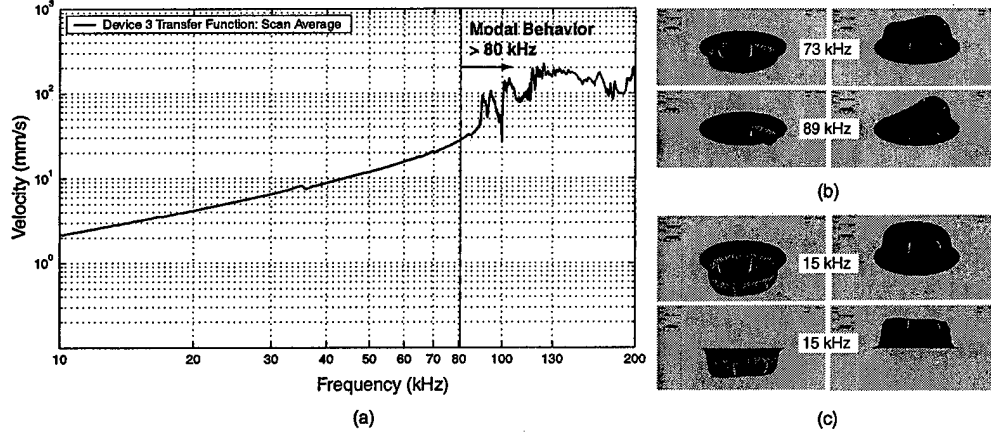 Device 3 Transfer Function: Scan Average
Modal Behavior
> 80 kHz
10³
10²
10¹
10⁰
Velocity (mm/s)
10
20
30
40
50
60
70
80
100
130
200
Frequency (kHz)
(a)
73 kHz
89 kHz
(b)
15 kHz
15 kHz
(c)